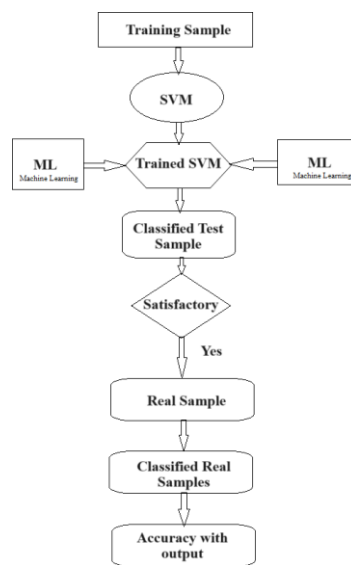 Training Sample
SVM
ML
Machine Learning
Trained SVM
ML
Machine Learning
Classified Test
Sample
Satisfactory
Yes
Real Sample
Classified Real
Samples
Accuracy with
output